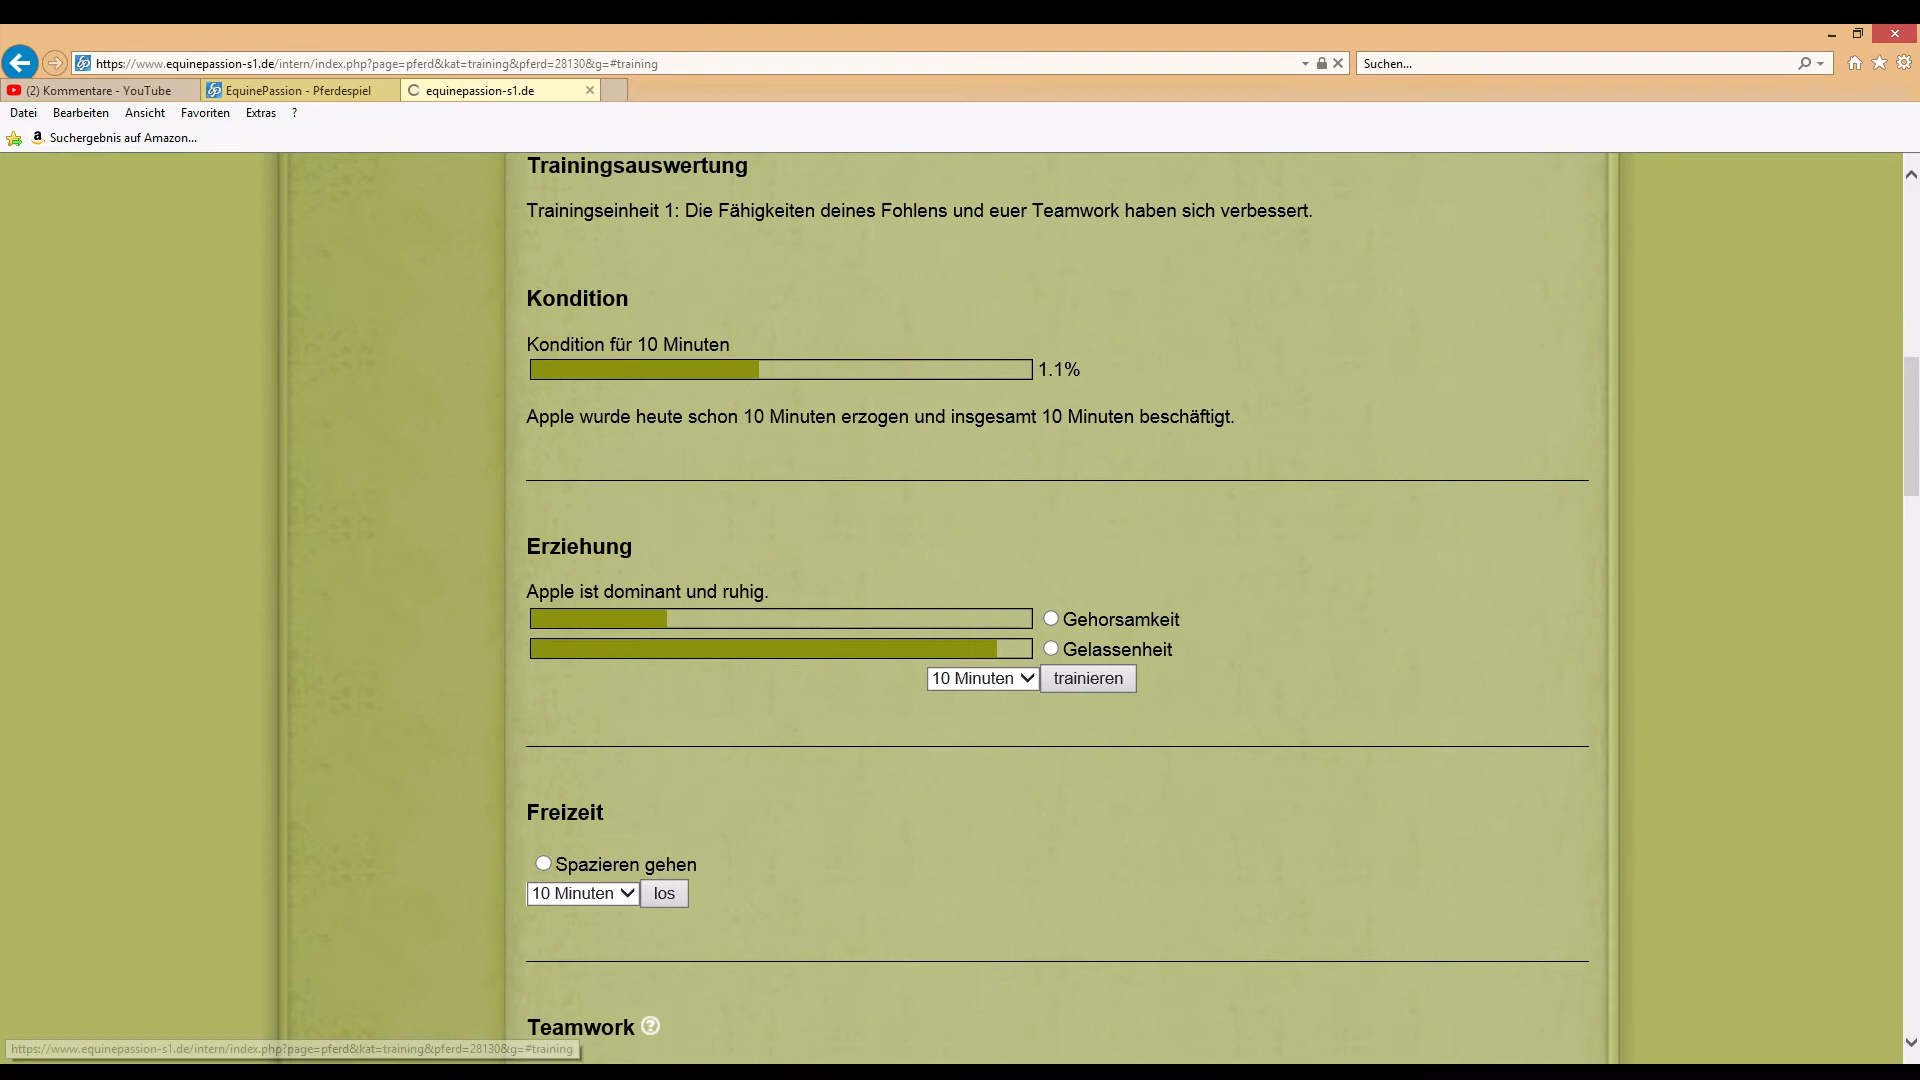 https://www.equinepassion-s1.de/intern/index.php?page=pferd&kat=training&pferd=28130&g=#training
Suchen...
(2) Kommentare - YouTube
EquinePassion - Pferdespiel
equinepassion-s1.de
Datei Bearbeiten Ansicht Favoriten Extras ?
Suchergebnis auf Amazon...
Trainingsauswertung
Trainingseinheit 1: Die Fähigkeiten deines Fohlens und euer Teamwork haben sich verbessert.
Kondition
Kondition für 10 Minuten
1.1%
Apple wurde heute schon 10 Minuten erzogen und insgesamt 10 Minuten beschäftigt.
Erziehung
Apple ist dominant und ruhig.
Gehorsamkeit
Gelassenheit
10 Minuten trainieren
Freizeit
Spazieren gehen
10 Minuten los
Teamwork ?
https://www.equinepassion-s1.de/intern/index.php?page=pferd&kat=training&pferd=28130&g=#training